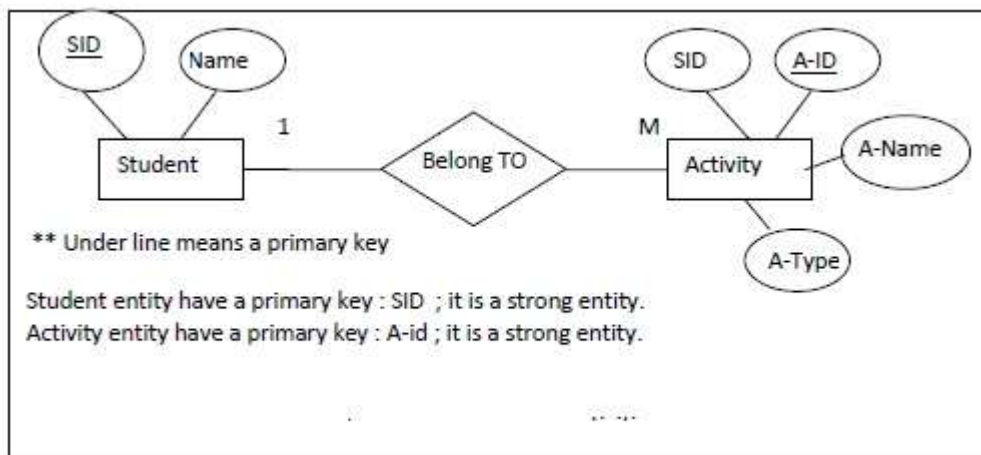 SID
Name
SID
A-ID
A-Name
1
M
Student
Belong TO
Activity
A-Type
** Under line means a primary key
Student entity have a primary key : SID ; it is a strong entity.
Activity entity have a primary key : A-id ; it is a strong entity.